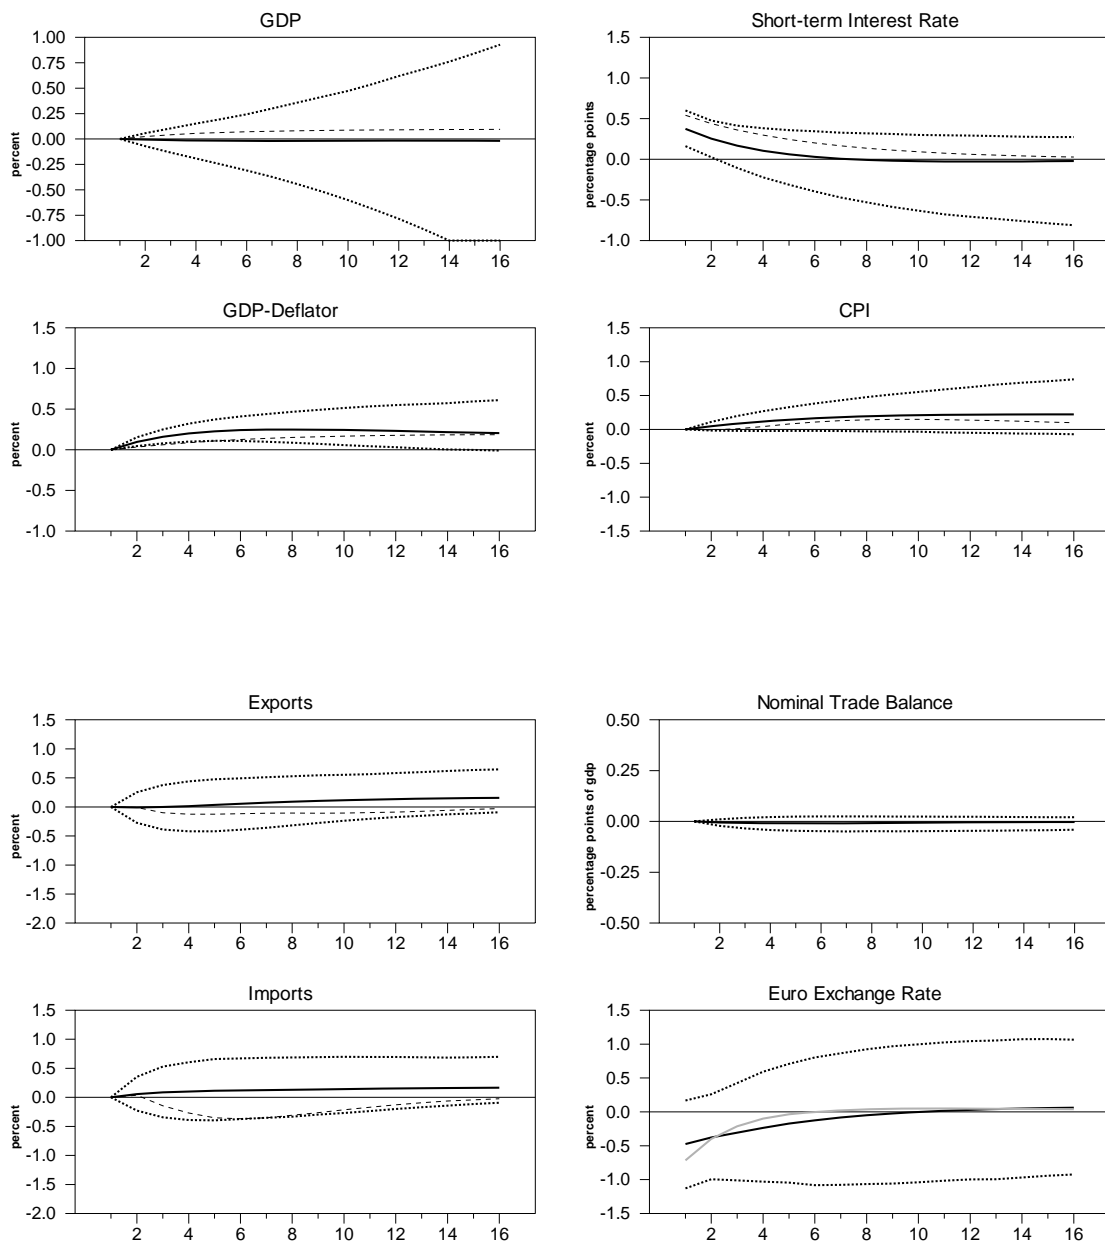 GDP
percent
1.00
0.75
0.50
0.25
0.00
-0.25
-0.50
-0.75
-1.00
2 4 6 8 10 12 14 16
Short-term Interest Rate
percentage points
1.5
1.0
0.5
0.0
-0.5
-1.0
2 4 6 8 10 12 14 16
GDP-Deflator
percent
1.5
1.0
0.5
0.0
-0.5
-1.0
2 4 6 8 10 12 14 16
CPI
percent
1.5
1.0
0.5
0.0
-0.5
-1.0
-1.5
2 4 6 8 10 12 14 16
Exports
percent
1.5
1.0
0.5
0.0
-0.5
-1.0
-1.5
-2.0
2 4 6 8 10 12 14 16
Nominal Trade Balance
percentage points of gdp
0.50
0.25
0.00
-0.25
-0.50
2 4 6 8 10 12 14 16
Imports
percent
1.5
1.0
0.5
0.0
-0.5
-1.0
-1.5
-2.0
2 4 6 8 10 12 14 16
Euro Exchange Rate
percent
1.5
1.0
0.5
0.0
-0.5
-1.0
-1.5
2 4 6 8 10 12 14 16